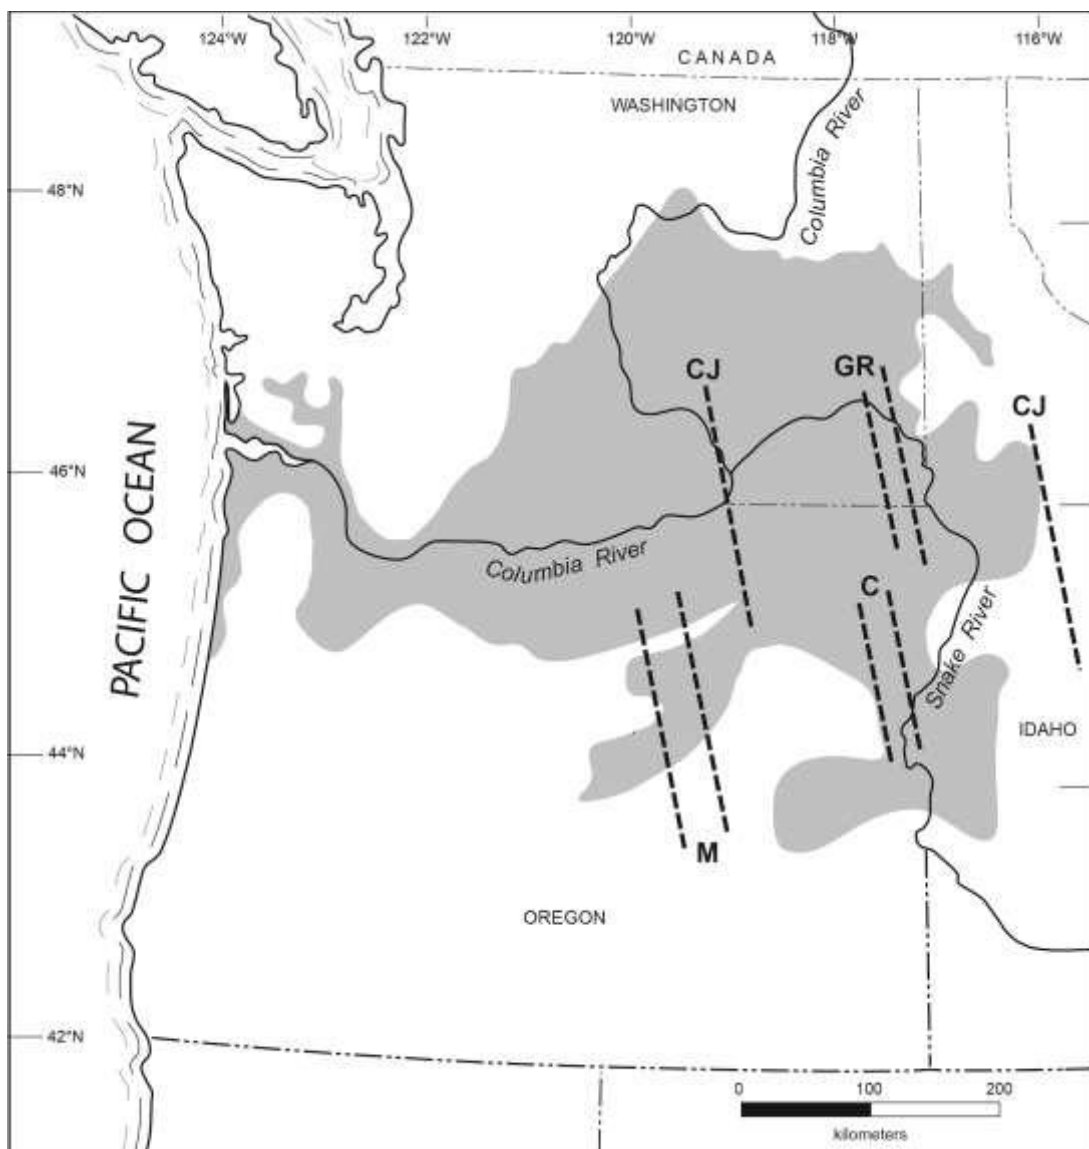 124°W
122°W
120°W
118°W
116°W
CANADA
WASHINGTON
Columbia River
48°N
CJ
GR
CJ
46°N
PACIFIC OCEAN
Columbia River
C
Snake River
44°N
IDAHO
M
OREGON
42°N
0
100
200
kilometers